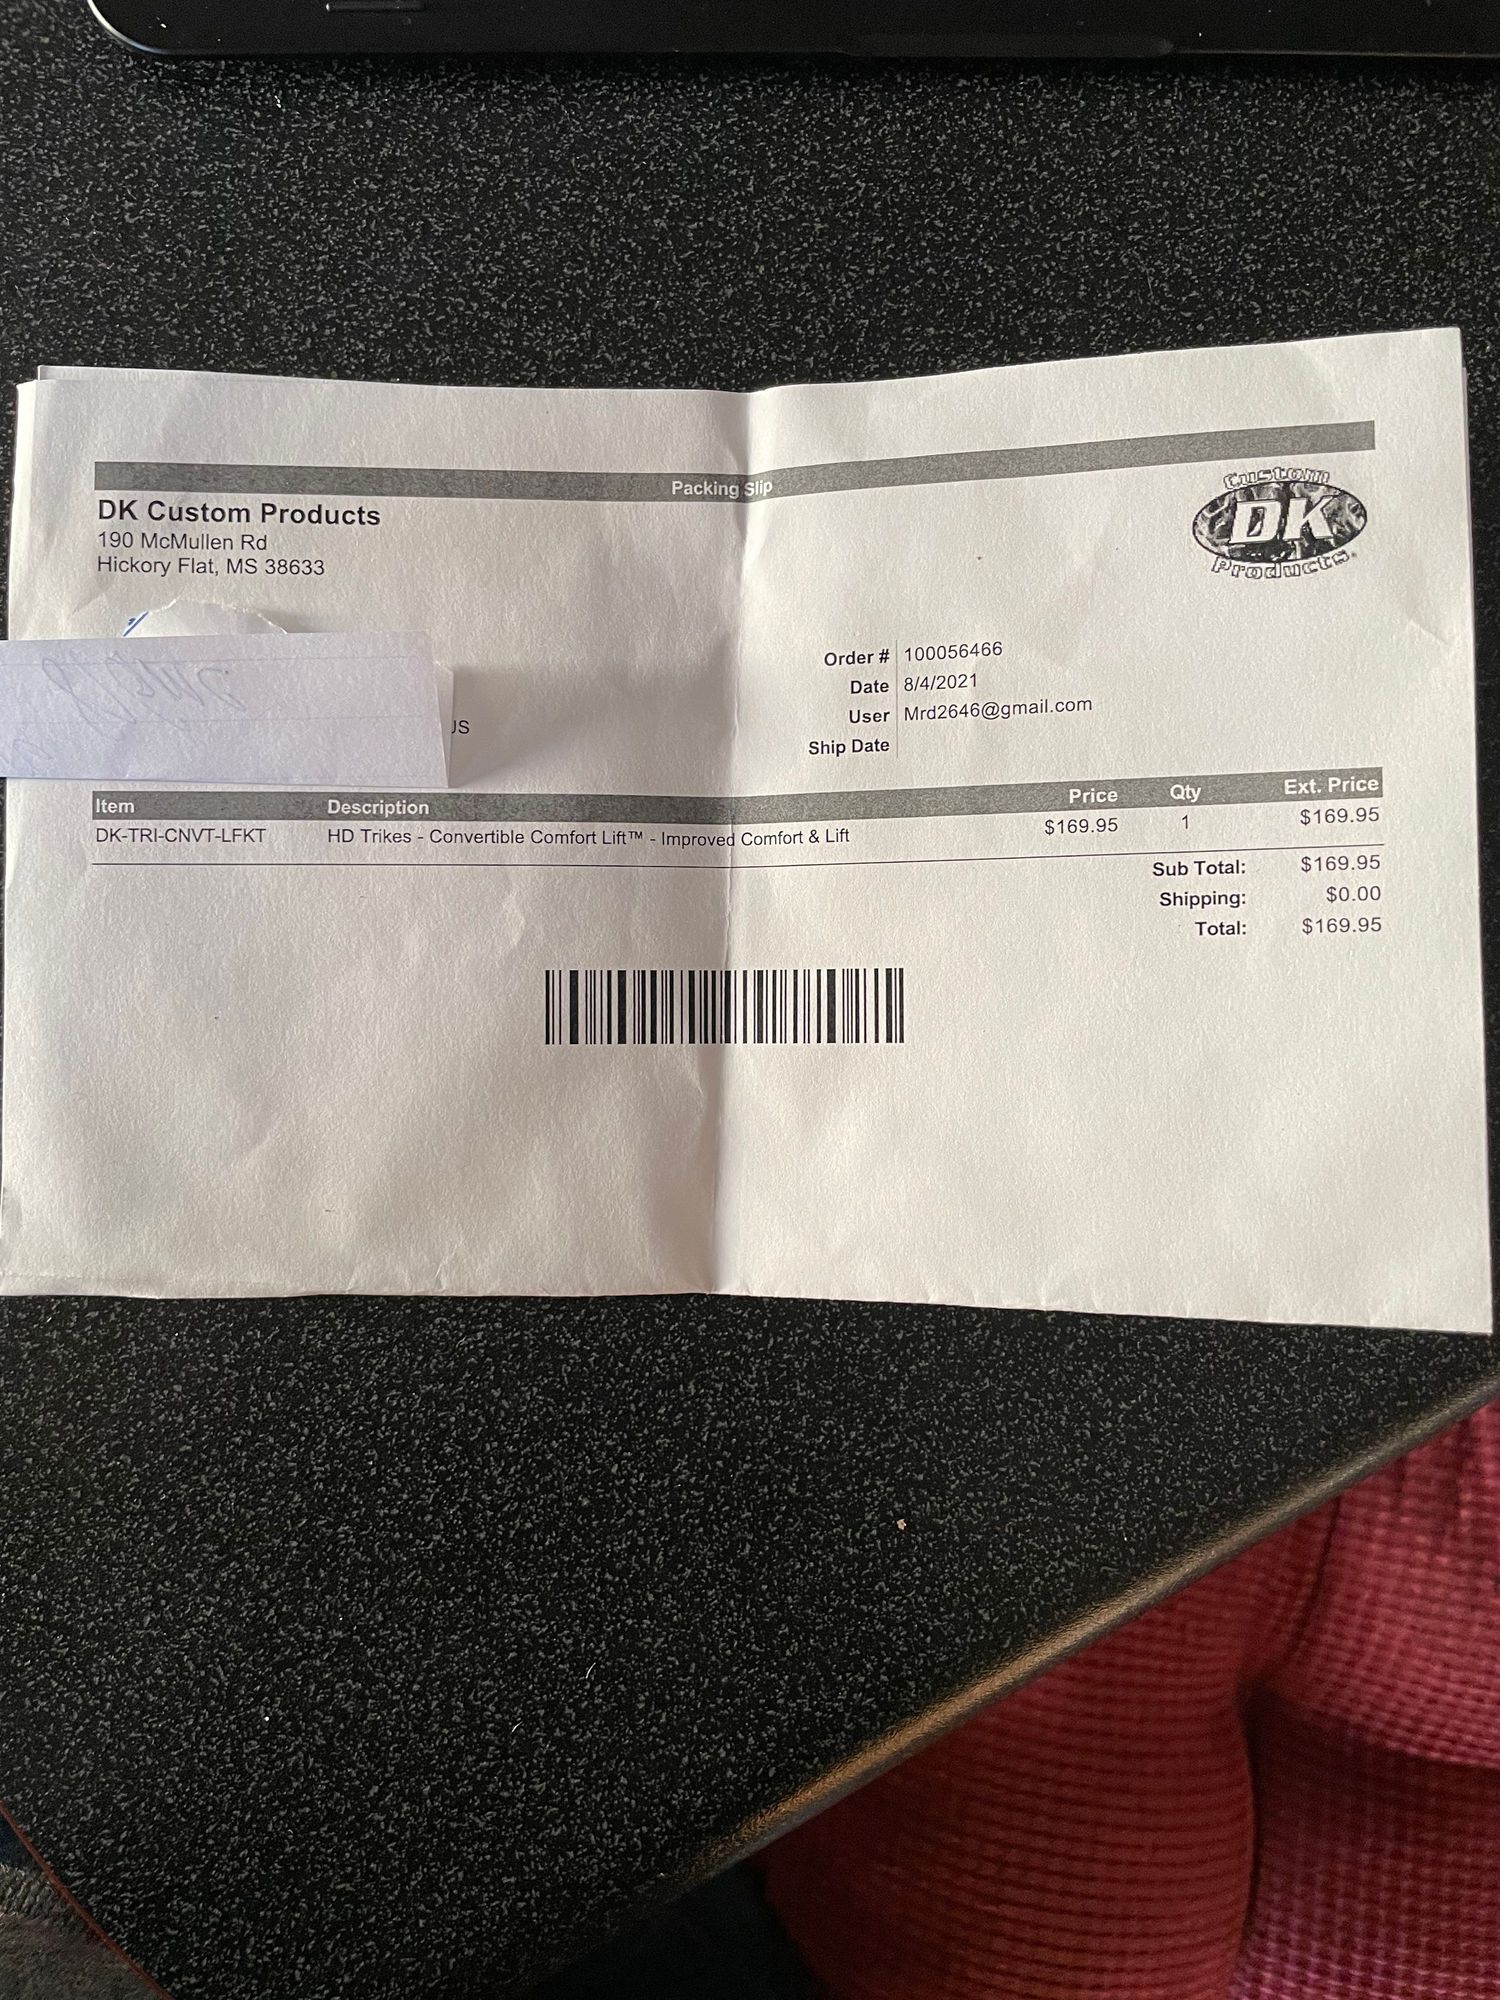 Packing Slip
DK Custom Products
190 McMullen Rd
Hickory Flat, MS 38633
Custom
DK
Products
Order # 100056466
Date 8/4/2021
User Mrd2646@gmail.com
Ship Date
Item Description Price Qty Ext. Price
DK-TRI-CNVT-LFKT HD Trikes - Convertible Comfort Lift™ - Improved Comfort & Lift $169.95 1 $169.95
Sub Total: $169.95
Shipping: $0.00
Total: $169.95